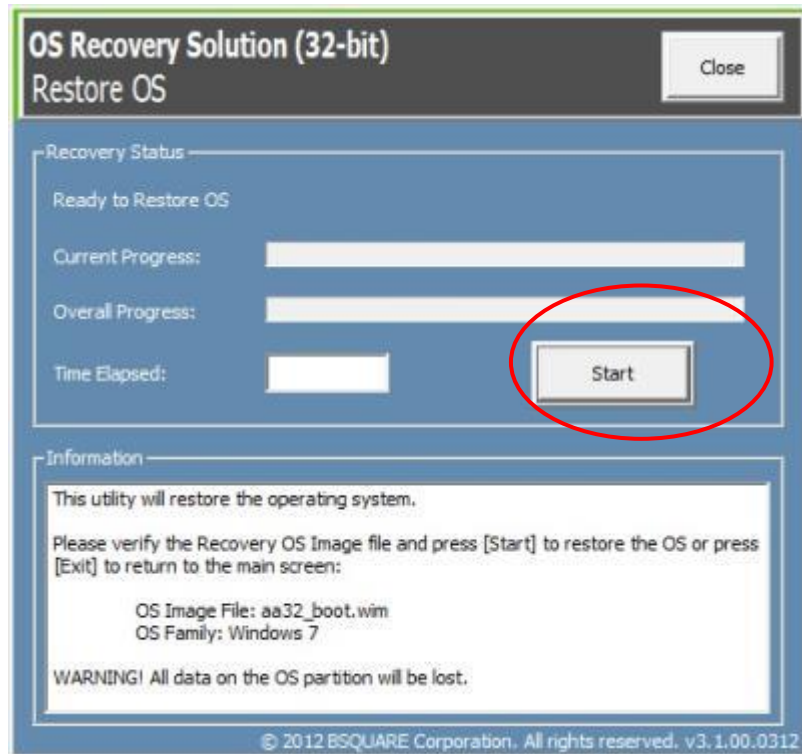 OS Recovery Solution (32-bit)
Restore OS
Close
Recovery Status
Ready to Restore OS
Current Progress:
Overall Progress:
Time Elapsed:
Start
Information
This utility will restore the operating system.
Please verify the Recovery OS Image file and press [Start] to restore the OS or press
[Exit] to return to the main screen:
OS Image File: aa32_boot.wim
OS Family: Windows 7
WARNING! All data on the OS partition will be lost.
© 2012 BSQUARE Corporation. All rights reserved. v3.1.00.0312